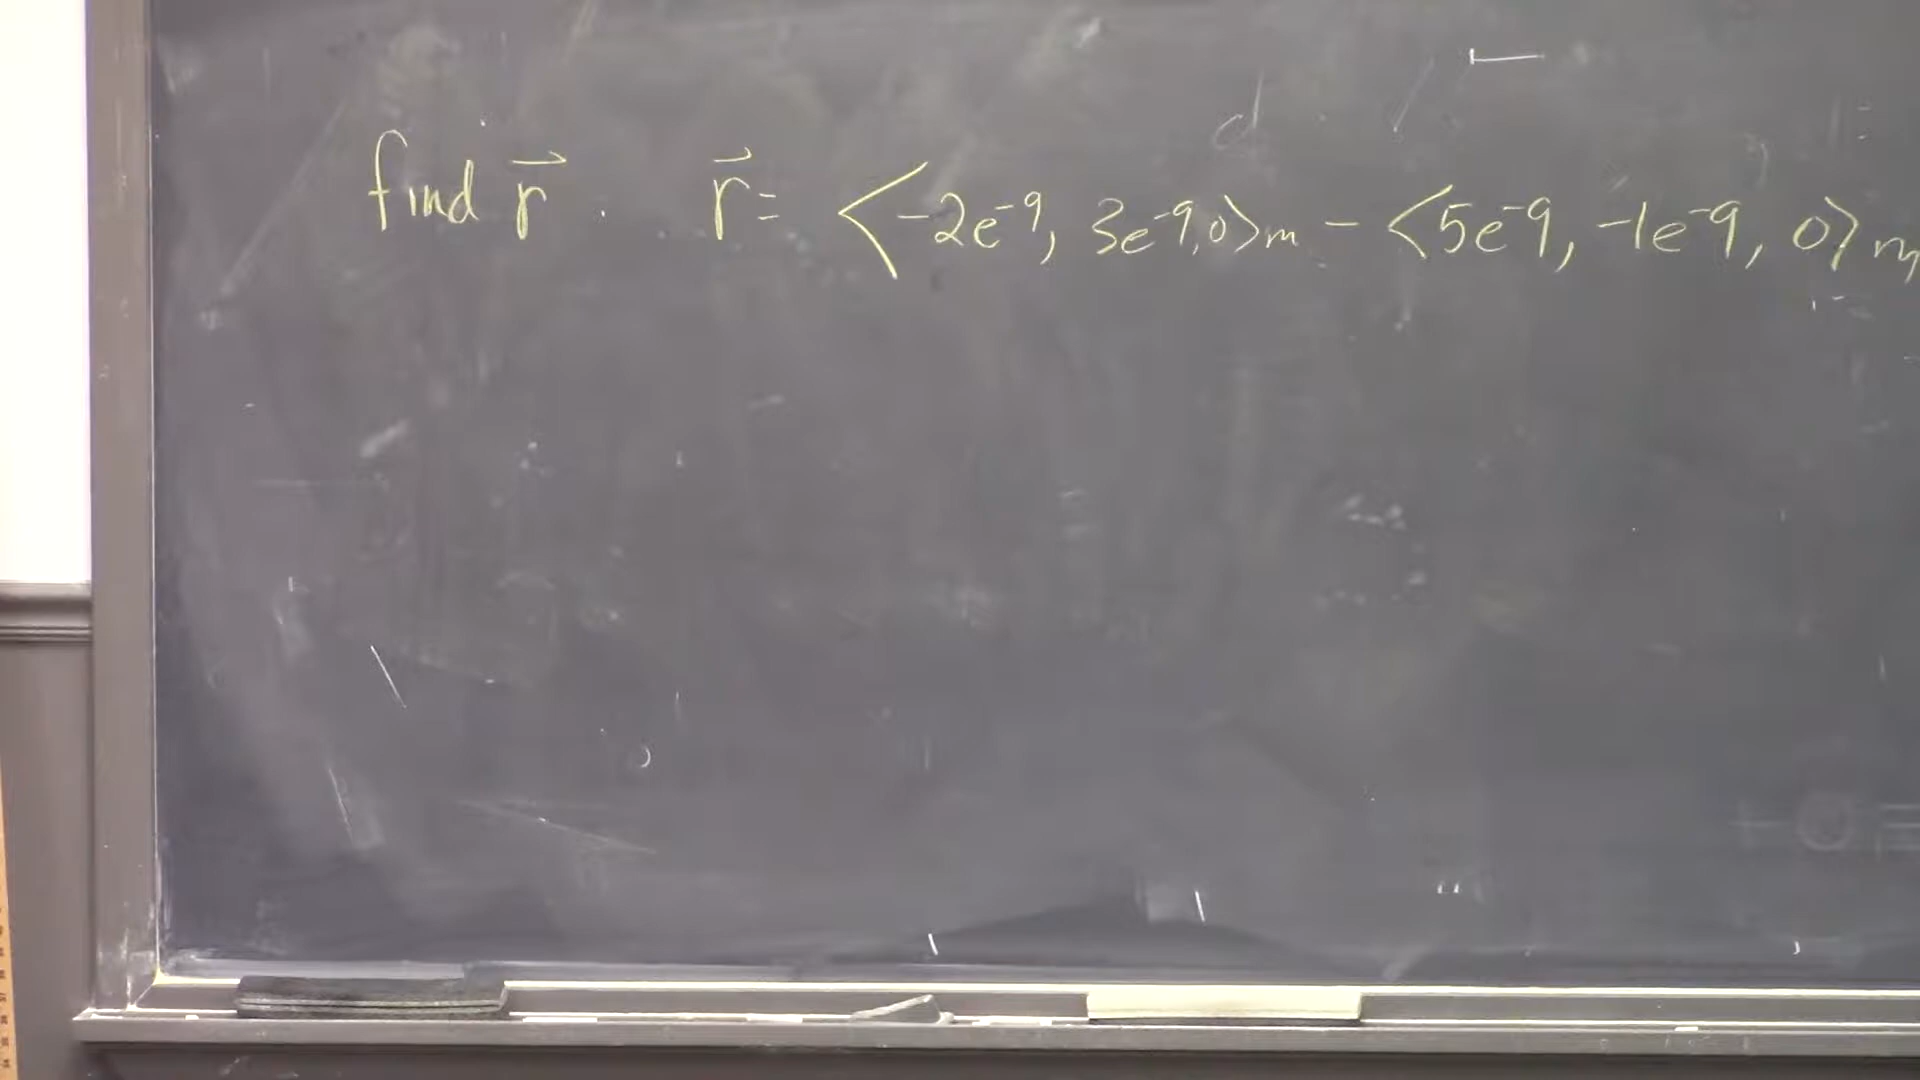 find r⃗. r⃗ = <-2e⁻⁹, 3e⁻⁹, 0>m - <5e⁻⁹, -1e⁻⁹, 0>m